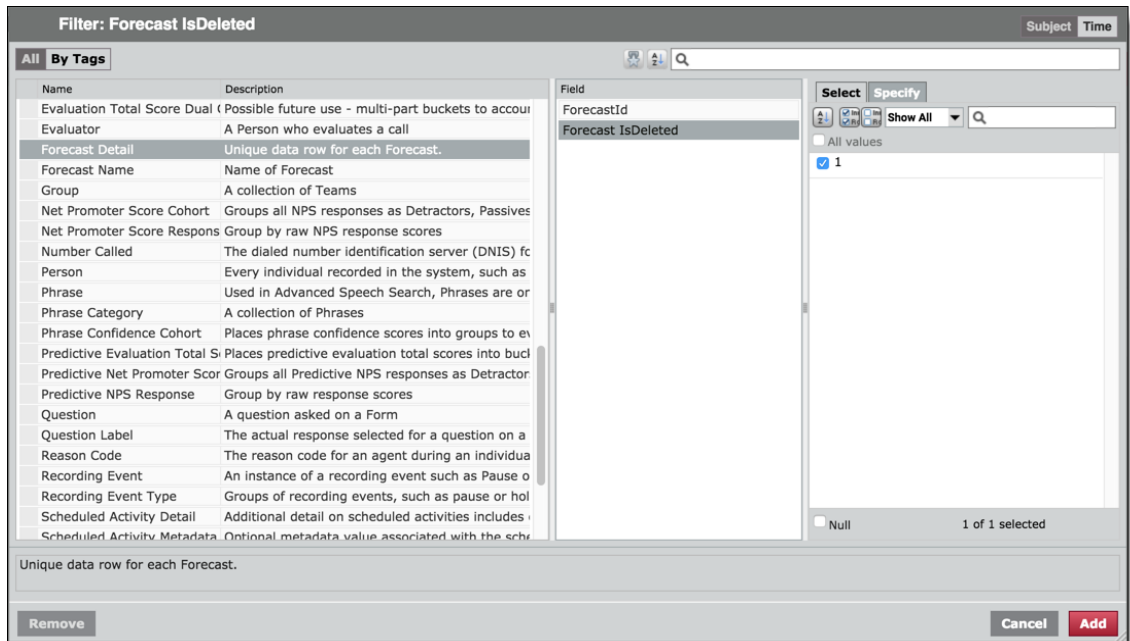 Filter: Forecast IsDeleted
Subject Time
All By Tags
Name Description Field
Select Specify
Evaluation Total Score Dual ( Possible future use - multi-part buckets to accour
ForecastId
Show All
Evaluator A Person who evaluates a call
Forecast IsDeleted
All values
Forecast Detail Unique data row for each Forecast.
1
Forecast Name Name of Forecast
Group A collection of Teams
Net Promoter Score Cohort Groups all NPS responses as Detractors, Passives
Net Promoter Score Respons Group by raw NPS response scores
Number Called The dialed number identification server (DNIS) fo
Person Every individual recorded in the system, such as
Phrase Used in Advanced Speech Search, Phrases are or
Phrase Category A collection of Phrases
Phrase Confidence Cohort Places phrase confidence scores into groups to ev
Predictive Evaluation Total S Places predictive evaluation total scores into buck
Predictive Net Promoter Scor Groups all Predictive NPS responses as Detractor
Predictive NPS Response Group by raw response scores
Question A question asked on a Form
Question Label The actual response selected for a question on a
Reason Code The reason code for an agent during an individua
Recording Event An instance of a recording event such as Pause o
Recording Event Type Groups of recording events, such as pause or hol
Scheduled Activity Detail Additional detail on scheduled activities includes
Null 1 of 1 selected
Scheduled Activity Metadata Optional metadata value associated with the sche
Unique data row for each Forecast.
Remove Cancel Add